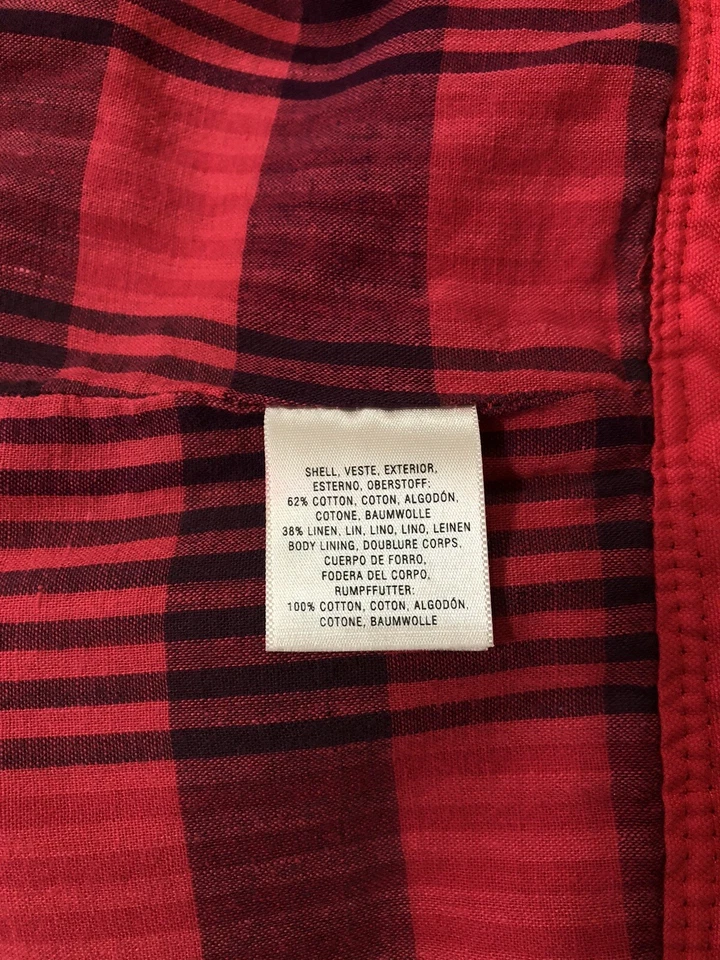 SHELL, VESTE, EXTERIOR,
ESTERNO, OBERSTOFF:
62% COTTON, COTON, ALGODÓN,
COTONE, BAUMWOLLE
38% LINEN, LIN, LINO, LINO, LEINEN
BODY LINING, DOUBLURE CORPS,
CUERPO DE FORRO,
FODERA DEL CORPO,
RUMPFFUTTER:
100% COTTON, COTON, ALGODÓN,
COTONE, BAUMWOLLE